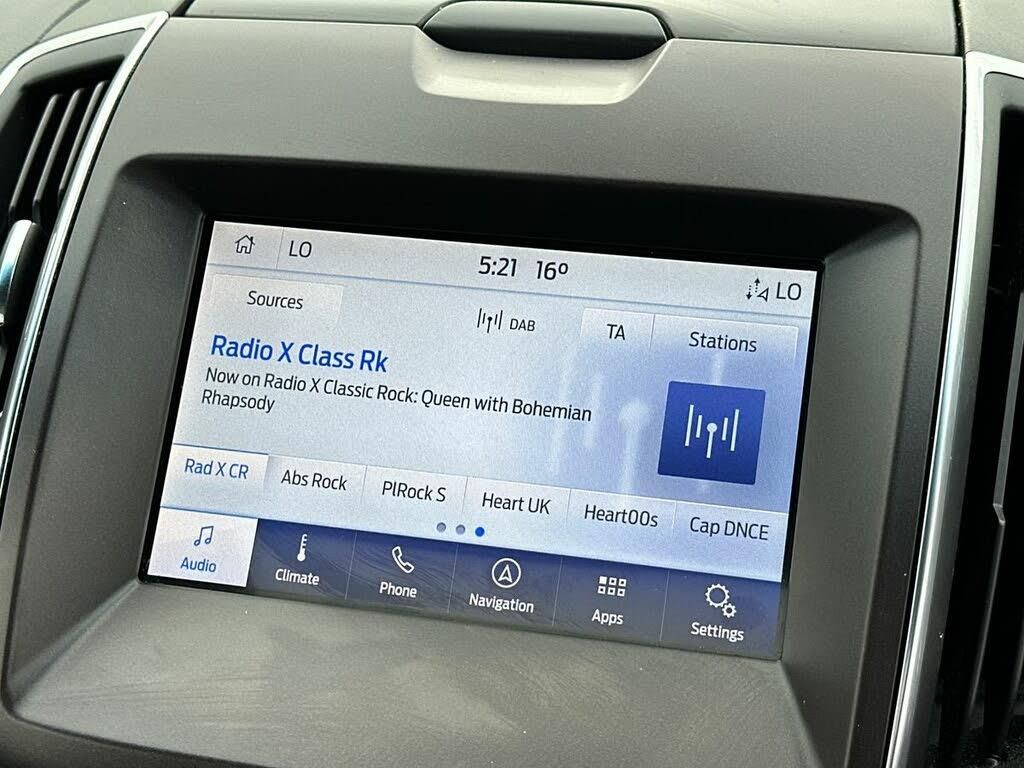 LO 5:21 16° LO
Sources DAB TA Stations
Radio X Class Rk
Now on Radio X Classic Rock: Queen with Bohemian
Rhapsody
Rad X CR Abs Rock PlRock S Heart UK Heart00s Cap DNCE
Audio Climate Phone Navigation Apps Settings